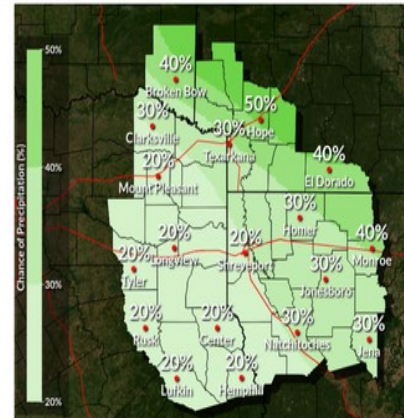 50%
40%
30%
20%
Chance of Precipitation (%)
40%
Broken Bow
50%
Hope
30%
Clarksville
30%
Texarkana
20%
Mount Pleasant
40%
El Dorado
30%
Homer
20%
Longview
20%
Shreveport
40%
Monroe
20%
Tyler
30%
Jonesboro
20%
Rusk
20%
Center
30%
Natchitoches
30%
Jena
20%
Lufkin
20%
Hemphill